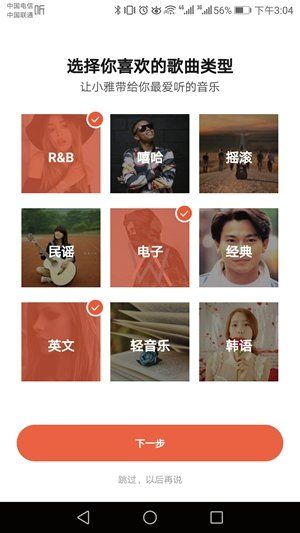 中国电信
中国联通
听
4G
3G
56% 下午3:04
选择你喜欢的歌曲类型
让小雅带给你最爱听的音乐
R&B 嘻哈 摇滚
民谣 电子 经典
英文 轻音乐 韩语
下一步
跳过，以后再说